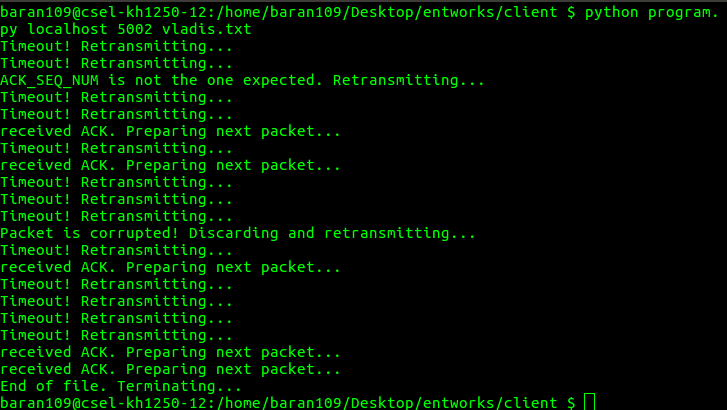 baran109@csel-kh1250-12:/home/baran109/Desktop/entworks/client $ python program.
py localhost 5002 vladis.txt
Timeout! Retransmitting...
Timeout! Retransmitting...
ACK_SEQ_NUM is not the one expected. Retransmitting...
Timeout! Retransmitting...
Timeout! Retransmitting...
received ACK. Preparing next packet...
Timeout! Retransmitting...
received ACK. Preparing next packet...
Timeout! Retransmitting...
Timeout! Retransmitting...
Timeout! Retransmitting...
Packet is corrupted! Discarding and retransmitting...
Timeout! Retransmitting...
received ACK. Preparing next packet...
Timeout! Retransmitting...
Timeout! Retransmitting...
Timeout! Retransmitting...
Timeout! Retransmitting...
received ACK. Preparing next packet...
received ACK. Preparing next packet...
End of file. Terminating...
baran109@csel-kh1250-12:/home/baran109/Desktop/entworks/client $